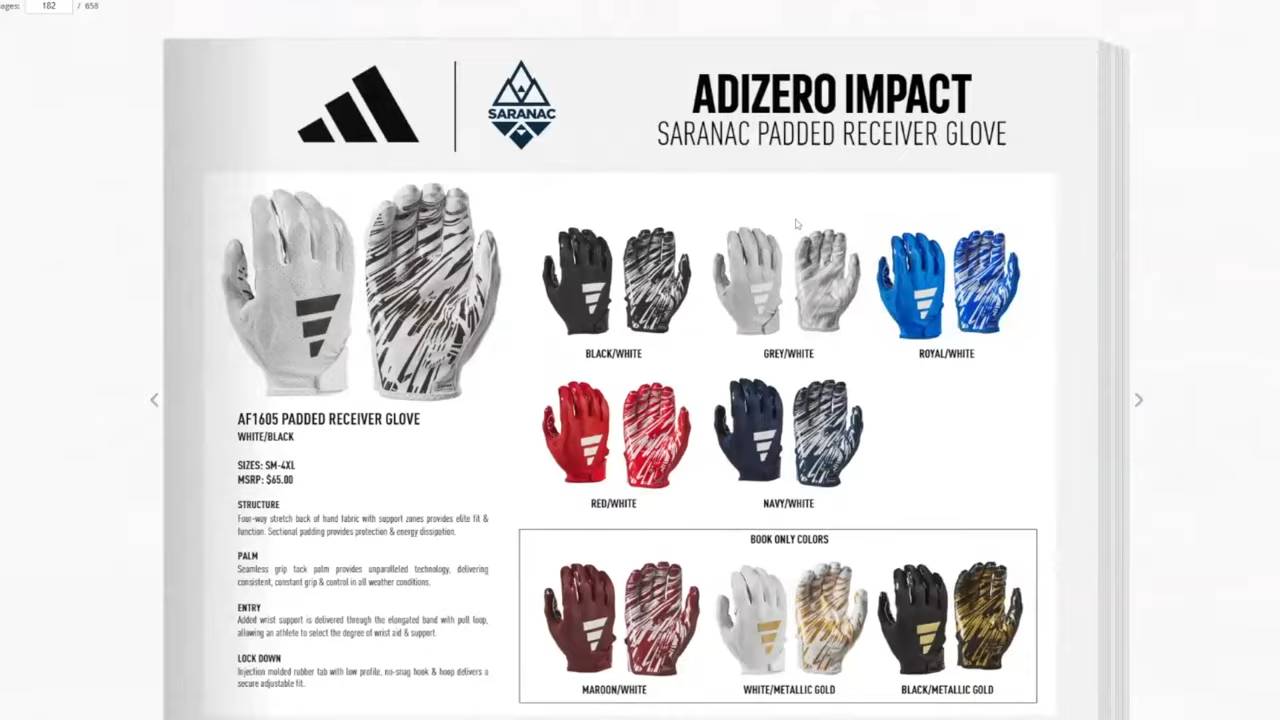 ages: 182 / 658
SARANAC
ADIZERO IMPACT
SARANAC PADDED RECEIVER GLOVE
BLACK/WHITE
GREY/WHITE
ROYAL/WHITE
AF1605 PADDED RECEIVER GLOVE
WHITE/BLACK
SIZES: SM-4XL
MSRP: $65.00
STRUCTURE
Four-way stretch back of hand fabric with support zones provides elite fit &
function. Sectional padding provides protection & energy dissipation.
PALM
Seamless grip tack palm provides unparalleled technology, delivering
consistent, constant grip & control in all weather conditions.
ENTRY
Added wrist support is delivered through the elongated band with pull loop,
allowing an athlete to select the degree of wrist aid & support.
LOCK DOWN
Injection molded rubber tab with low profile, no-snag hook & hoop delivers a
secure adjustable fit.
RED/WHITE
NAVY/WHITE
BOOK ONLY COLORS
MAROON/WHITE
WHITE/METALLIC GOLD
BLACK/METALLIC GOLD